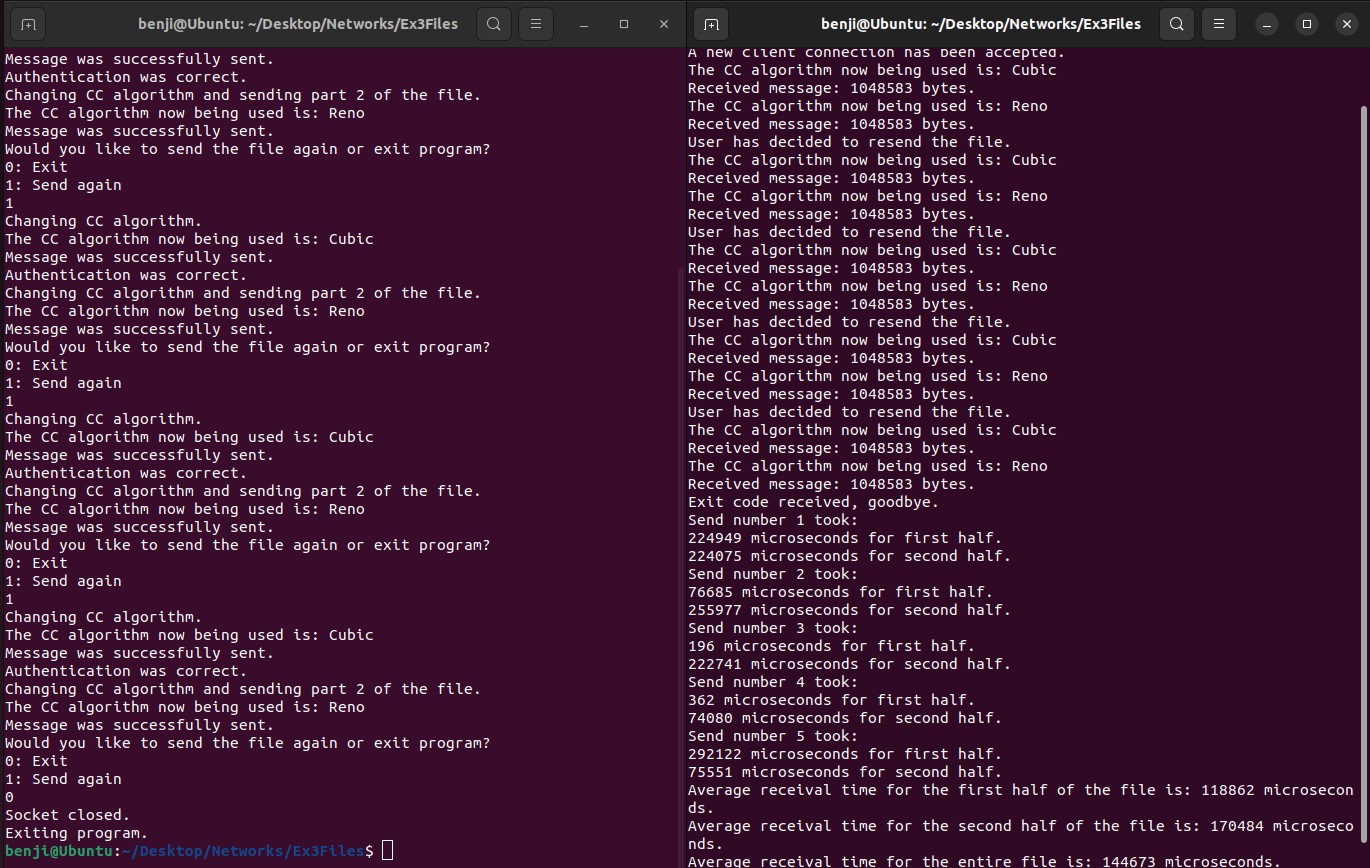 benji@Ubuntu: ~/Desktop/Networks/Ex3Files
Message was successfully sent.
Authentication was correct.
Changing CC algorithm and sending part 2 of the file.
The CC algorithm now being used is: Reno
Message was successfully sent.
Would you like to send the file again or exit program?
0: Exit
1: Send again
1
Changing CC algorithm.
The CC algorithm now being used is: Cubic
Message was successfully sent.
Authentication was correct.
Changing CC algorithm and sending part 2 of the file.
The CC algorithm now being used is: Reno
Message was successfully sent.
Would you like to send the file again or exit program?
0: Exit
1: Send again
1
Changing CC algorithm.
The CC algorithm now being used is: Cubic
Message was successfully sent.
Authentication was correct.
Changing CC algorithm and sending part 2 of the file.
The CC algorithm now being used is: Reno
Message was successfully sent.
Would you like to send the file again or exit program?
0: Exit
1: Send again
1
Changing CC algorithm.
The CC algorithm now being used is: Cubic
Message was successfully sent.
Authentication was correct.
Changing CC algorithm and sending part 2 of the file.
The CC algorithm now being used is: Reno
Message was successfully sent.
Would you like to send the file again or exit program?
0: Exit
1: Send again
0
Socket closed.
Exiting program.
benji@Ubuntu:~/Desktop/Networks/Ex3Files$
benji@Ubuntu: ~/Desktop/Networks/Ex3Files
A new client connection has been accepted.
The CC algorithm now being used is: Cubic
Received message: 1048583 bytes.
The CC algorithm now being used is: Reno
Received message: 1048583 bytes.
User has decided to resend the file.
The CC algorithm now being used is: Cubic
Received message: 1048583 bytes.
The CC algorithm now being used is: Reno
Received message: 1048583 bytes.
User has decided to resend the file.
The CC algorithm now being used is: Cubic
Received message: 1048583 bytes.
The CC algorithm now being used is: Reno
Received message: 1048583 bytes.
User has decided to resend the file.
The CC algorithm now being used is: Cubic
Received message: 1048583 bytes.
The CC algorithm now being used is: Reno
Received message: 1048583 bytes.
User has decided to resend the file.
The CC algorithm now being used is: Cubic
Received message: 1048583 bytes.
The CC algorithm now being used is: Reno
Received message: 1048583 bytes.
Exit code received, goodbye.
Send number 1 took:
224949 microseconds for first half.
224075 microseconds for second half.
Send number 2 took:
76685 microseconds for first half.
255977 microseconds for second half.
Send number 3 took:
196 microseconds for first half.
222741 microseconds for second half.
Send number 4 took:
362 microseconds for first half.
74080 microseconds for second half.
Send number 5 took:
292122 microseconds for first half.
75551 microseconds for second half.
Average receival time for the first half of the file is: 118862 microsecon
ds.
Average receival time for the second half of the file is: 170484 microseco
nds.
Average receival time for the entire file is: 144673 microseconds.